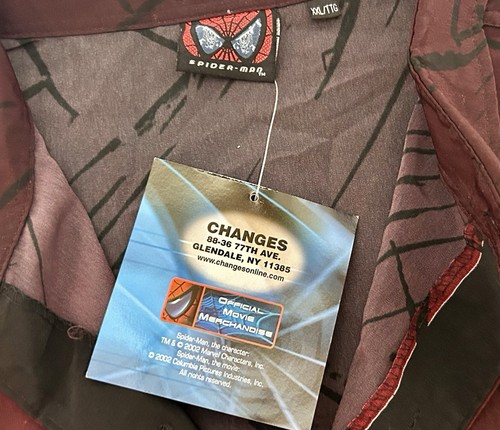 XXL/TTG
SPIDER-MAN
CHANGES
88-36 77TH AVE.
GLENDALE, NY 11385
www.changesonline.com
OFFICIAL
MOVIE
MERCHANDISE
Spider-Man, the character:
TM & © 2002 Marvel Characters, Inc.
Spider-Man, the movie:
© 2002 Columbia Pictures Industries, Inc.
All rights reserved.